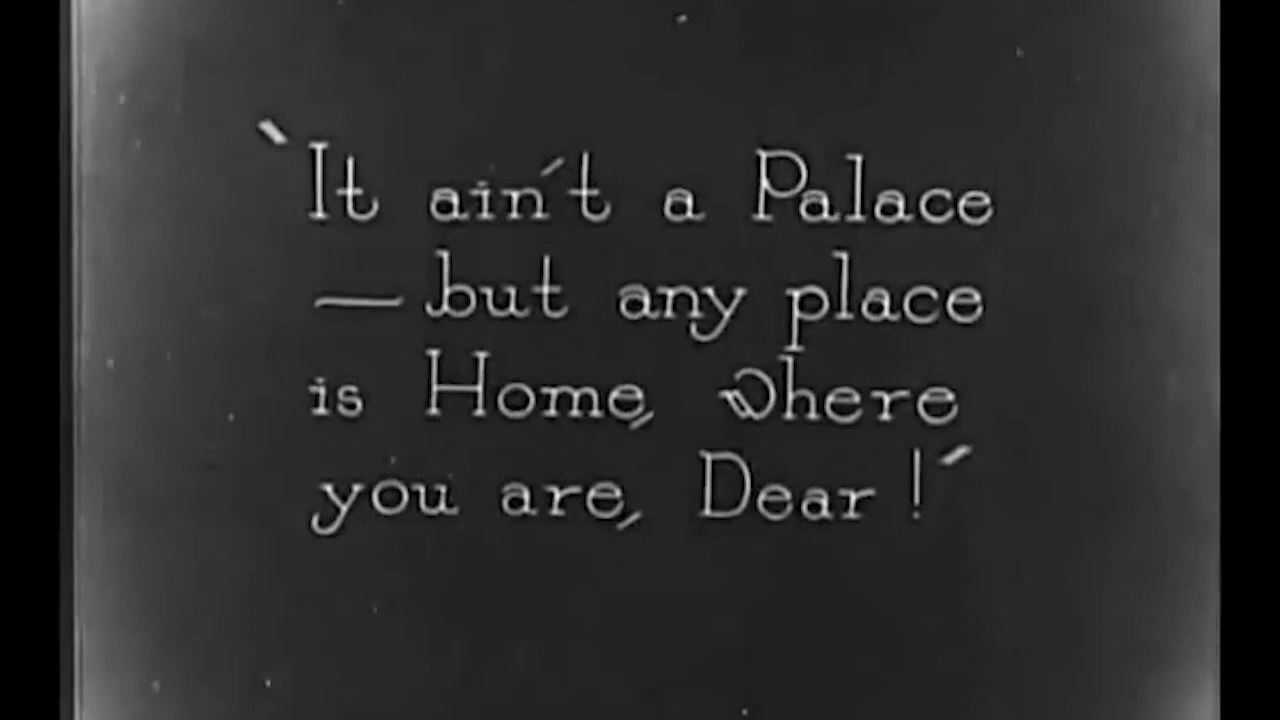 `It ain´t a Palace
— but any place
is Home, where
you are, Dear!´